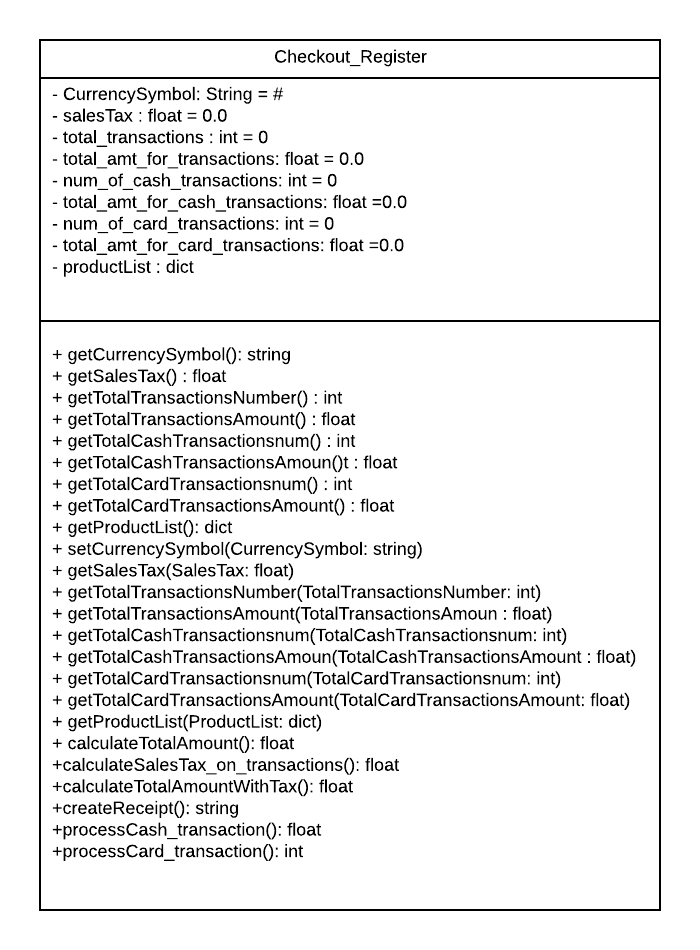 Checkout_Register
- CurrencySymbol: String = #
- salesTax : float = 0.0
- total_transactions : int = 0
- total_amt_for_transactions: float = 0.0
- num_of_cash_transactions: int = 0
- total_amt_for_cash_transactions: float =0.0
- num_of_card_transactions: int = 0
- total_amt_for_card_transactions: float =0.0
- productList : dict
+ getCurrencySymbol(): string
+ getSalesTax() : float
+ getTotalTransactionsNumber() : int
+ getTotalTransactionsAmount() : float
+ getTotalCashTransactionsnum() : int
+ getTotalCashTransactionsAmoun()t : float
+ getTotalCardTransactionsnum() : int
+ getTotalCardTransactionsAmount() : float
+ getProductList(): dict
+ setCurrencySymbol(CurrencySymbol: string)
+ getSalesTax(SalesTax: float)
+ getTotalTransactionsNumber(TotalTransactionsNumber: int)
+ getTotalTransactionsAmount(TotalTransactionsAmoun : float)
+ getTotalCashTransactionsnum(TotalCashTransactionsnum: int)
+ getTotalCashTransactionsAmoun(TotalCashTransactionsAmount : float)
+ getTotalCardTransactionsnum(TotalCardTransactionsnum: int)
+ getTotalCardTransactionsAmount(TotalCardTransactionsAmount: float)
+ getProductList(ProductList: dict)
+ calculateTotalAmount(): float
+calculateSalesTax_on_transactions(): float
+calculateTotalAmountWithTax(): float
+createReceipt(): string
+processCash_transaction(): float
+processCard_transaction(): int